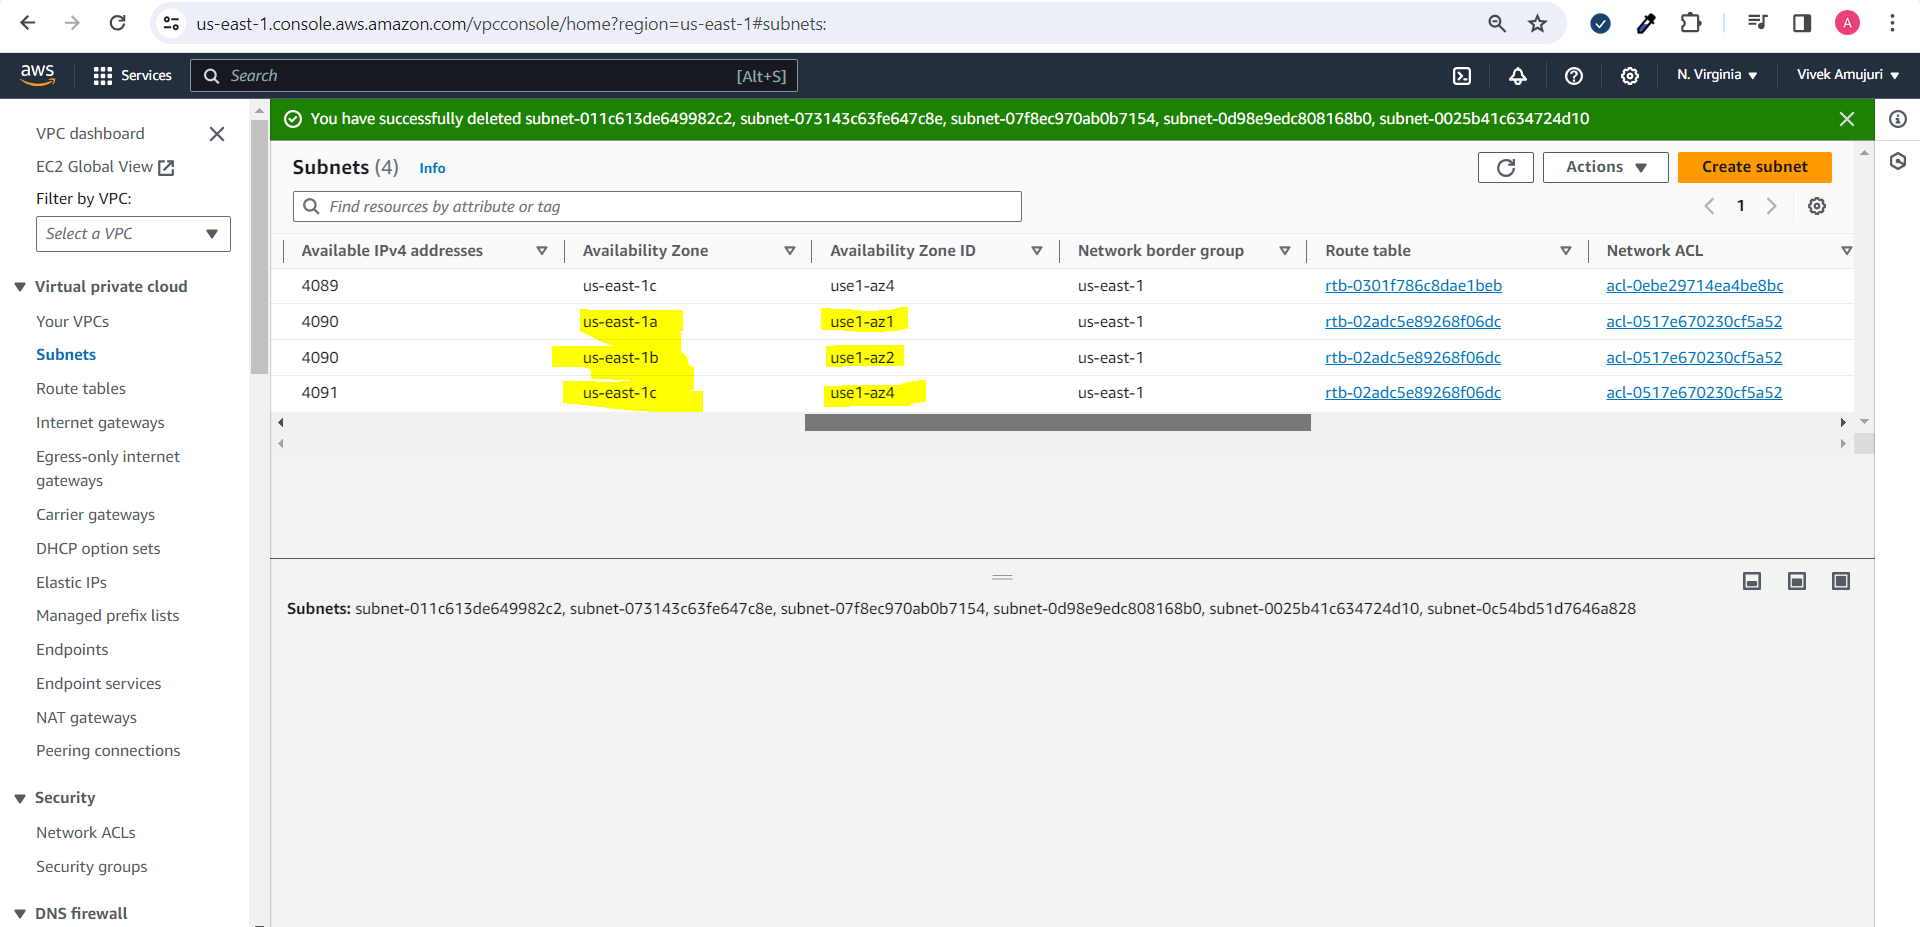 us-east-1.console.aws.amazon.com/vpcconsole/home?region=us-east-1#subnets:
A
aws Services Search [Alt+S] N. Virginia Vivek Amujuri
VPC dashboard
EC2 Global View
Filter by VPC:
Select a VPC
Virtual private cloud
Your VPCs
Subnets
Route tables
Internet gateways
Egress-only internet
gateways
Carrier gateways
DHCP option sets
Elastic IPs
Managed prefix lists
Endpoints
Endpoint services
NAT gateways
Peering connections
Security
Network ACLs
Security groups
DNS firewall
You have successfully deleted subnet-011c613de649982c2, subnet-073143c63fe647c8e, subnet-07f8ec970ab0b7154, subnet-0d98e9edc808168b0, subnet-0025b41c634724d10
Subnets (4) Info Actions Create subnet
Find resources by attribute or tag 1
Available IPv4 addresses Availability Zone Availability Zone ID Network border group Route table Network ACL
4089 us-east-1c use1-az4 us-east-1 rtb-0301f786c8dae1beb acl-0ebe29714ea4be8bc
4090 us-east-1a use1-az1 us-east-1 rtb-02adc5e89268f06dc acl-0517e670230cf5a52
4090 us-east-1b use1-az2 us-east-1 rtb-02adc5e89268f06dc acl-0517e670230cf5a52
4091 us-east-1c use1-az4 us-east-1 rtb-02adc5e89268f06dc acl-0517e670230cf5a52
Subnets: subnet-011c613de649982c2, subnet-073143c63fe647c8e, subnet-07f8ec970ab0b7154, subnet-0d98e9edc808168b0, subnet-0025b41c634724d10, subnet-0c54bd51d7646a828